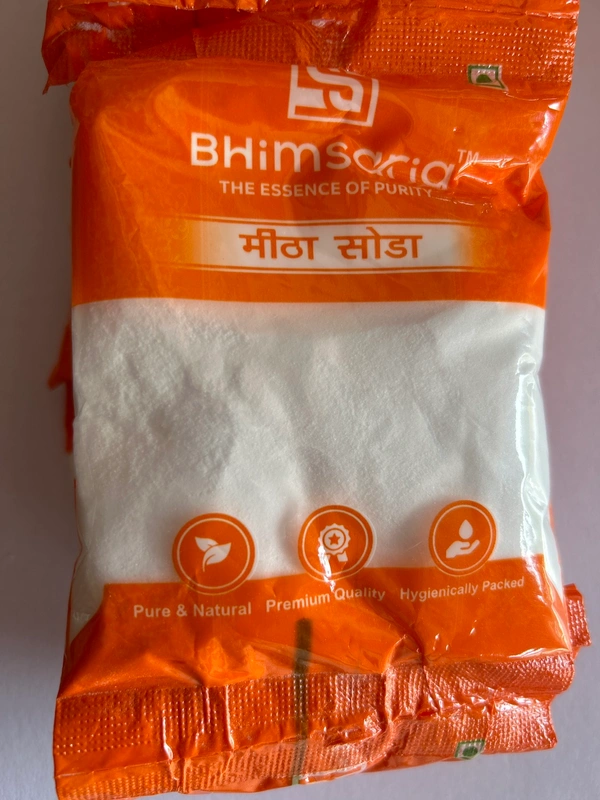 BHimsaria™
THE ESSENCE OF PURITY
मीठा सोडा
Pure & Natural
Premium Quality
Hygienically Packed